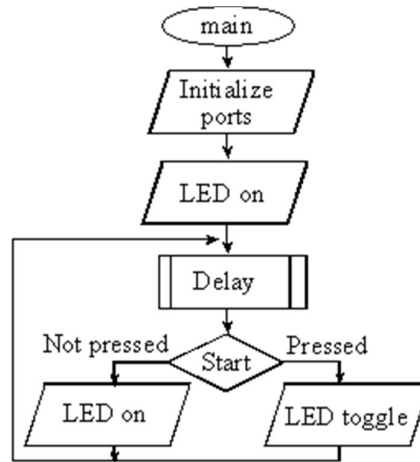 main
Initialize
ports
LED on
Delay
Not pressed
Start
Pressed
LED on
LED toggle